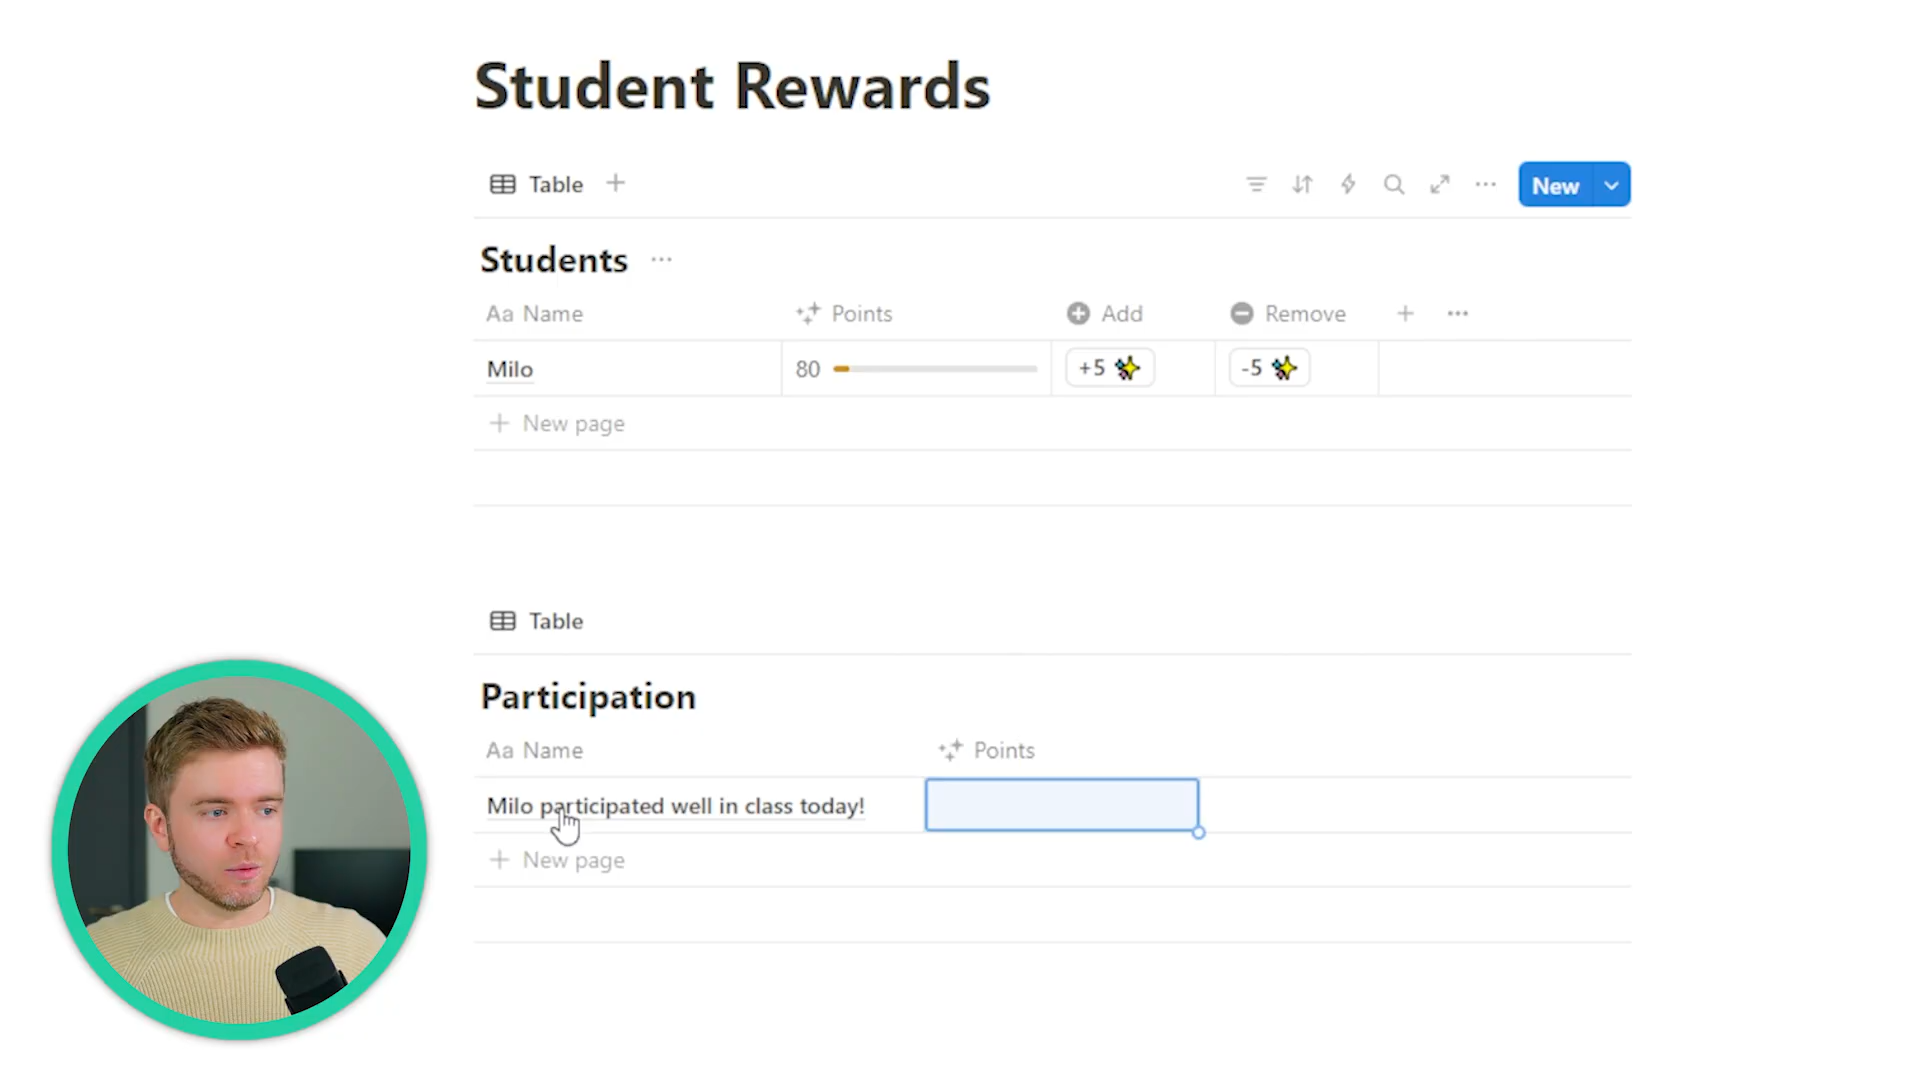 Student Rewards
Table
New
Students
Aa Name Points Add Remove
Milo 80 +5 -5
New page
Table
Participation
Aa Name Points
Milo participated well in class today!
New page